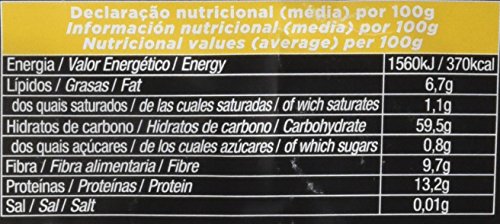 Declaração nutricional (média) por 100g
Información nutricional (media) por 100g
Nutricional values (average) per 100g
Energia / Valor Energético / Energy 1560kJ / 370kcal
Lípidos / Grasas / Fat 6,7g
dos quais saturados / de las cuales saturadas / of wich saturates 1,1g
Hidratos de carbono / Hidratos de carbono / Carbohydrate 59,5g
dos quais açúcares / de los cuales azúcares / of which sugars 0,8g
Fibra / Fibra alimentaria / Fibre 9,7g
Proteínas / Proteínas / Protein 13,2g
Sal / Sal / Salt 0,01g